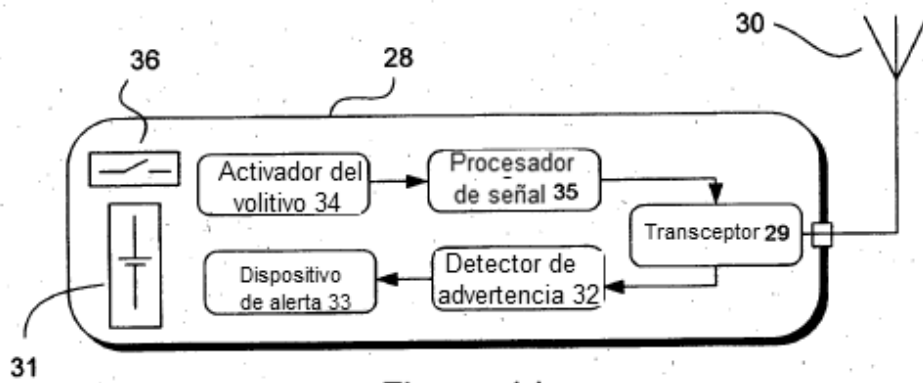 30
36
28
Activador del
volitivo 34
Procesador
de señal 35
Transceptor 29
Dispositivo
de alerta 33
Detector de
advertencia 32
31